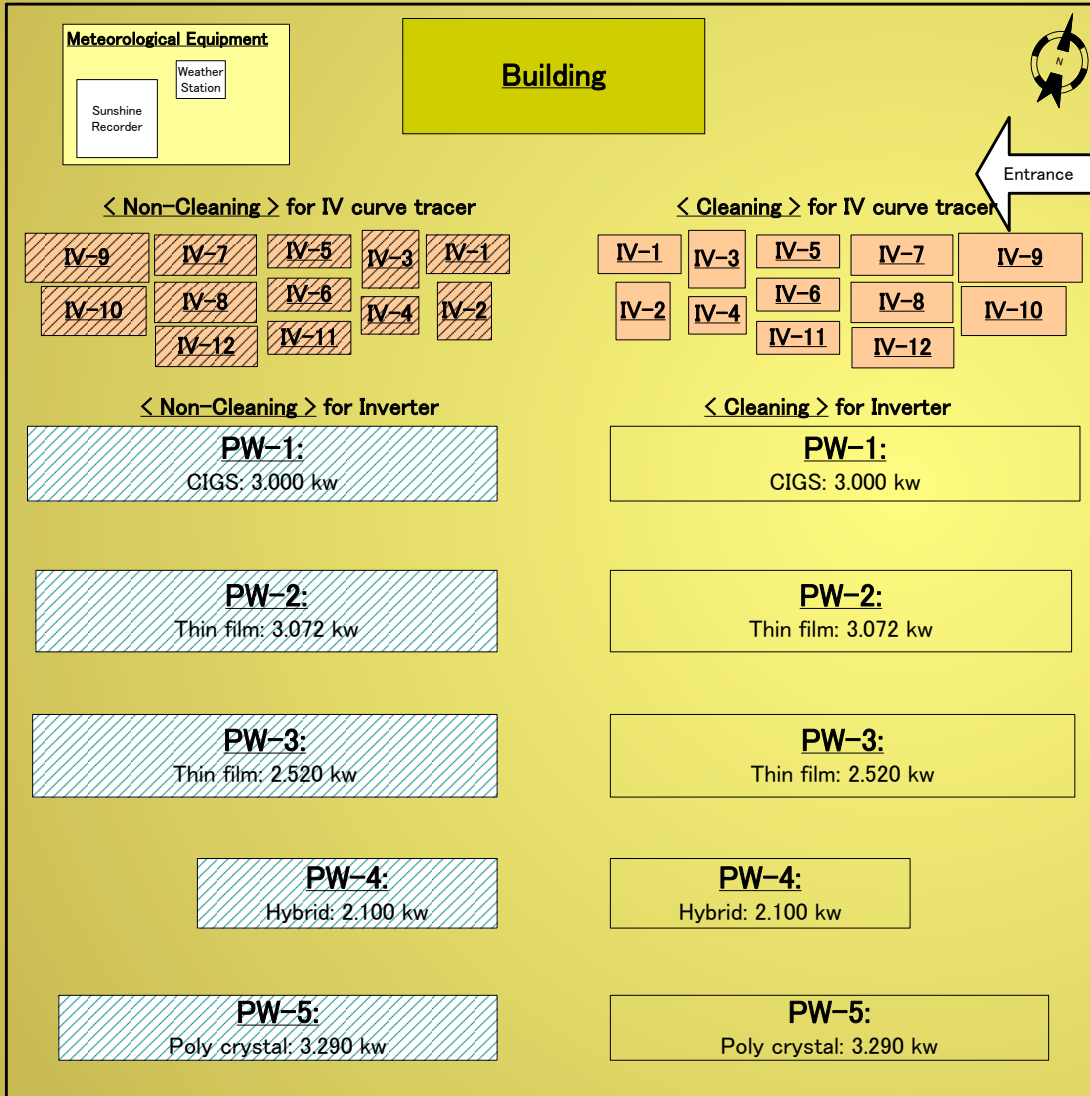 Meteorological Equipment
Weather
Station
Sunshine
Recorder
Building
N
Entrance
< Non-Cleaning > for IV curve tracer
IV-9
IV-7
IV-5
IV-3
IV-1
IV-10
IV-8
IV-6
IV-4
IV-2
IV-12
IV-11
< Cleaning > for IV curve tracer
IV-1
IV-3
IV-5
IV-7
IV-9
IV-2
IV-4
IV-6
IV-8
IV-10
IV-11
IV-12
< Non-Cleaning > for Inverter
PW-1:
CIGS: 3.000 kw
PW-2:
Thin film: 3.072 kw
PW-3:
Thin film: 2.520 kw
PW-4:
Hybrid: 2.100 kw
PW-5:
Poly crystal: 3.290 kw
< Cleaning > for Inverter
PW-1:
CIGS: 3.000 kw
PW-2:
Thin film: 3.072 kw
PW-3:
Thin film: 2.520 kw
PW-4:
Hybrid: 2.100 kw
PW-5:
Poly crystal: 3.290 kw